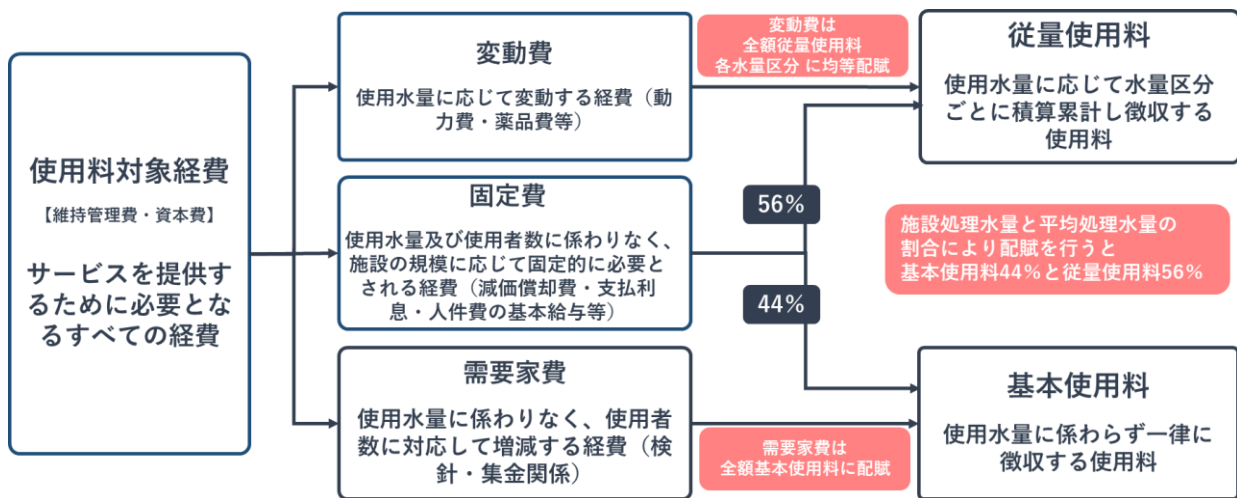 使用料対象経費
【維持管理費・資本費】
サービスを提供す
るために必要とな
るすべての経費
変動費
使用水量に応じて変動する経費（動
力費・薬品費等）
変動費は
全額従量使用料
各水量区分 に均等配賦
従量使用料
使用水量に応じて水量区分
ごとに積算累計し徴収する
使用料
固定費
使用水量及び使用者数に係わりなく、
施設の規模に応じて固定的に必要と
される経費（減価償却費・支払利
息・人件費の基本給与等）
56%
44%
施設処理水量と平均処理水量の
割合により配賦を行うと
基本使用料44%と従量使用料56%
需要家費
使用水量に係わりなく、使用者
数に対応して増減する経費（検
針・集金関係）
需要家費は
全額基本使用料に配賦
基本使用料
使用水量に係わらず一律に
徴収する使用料